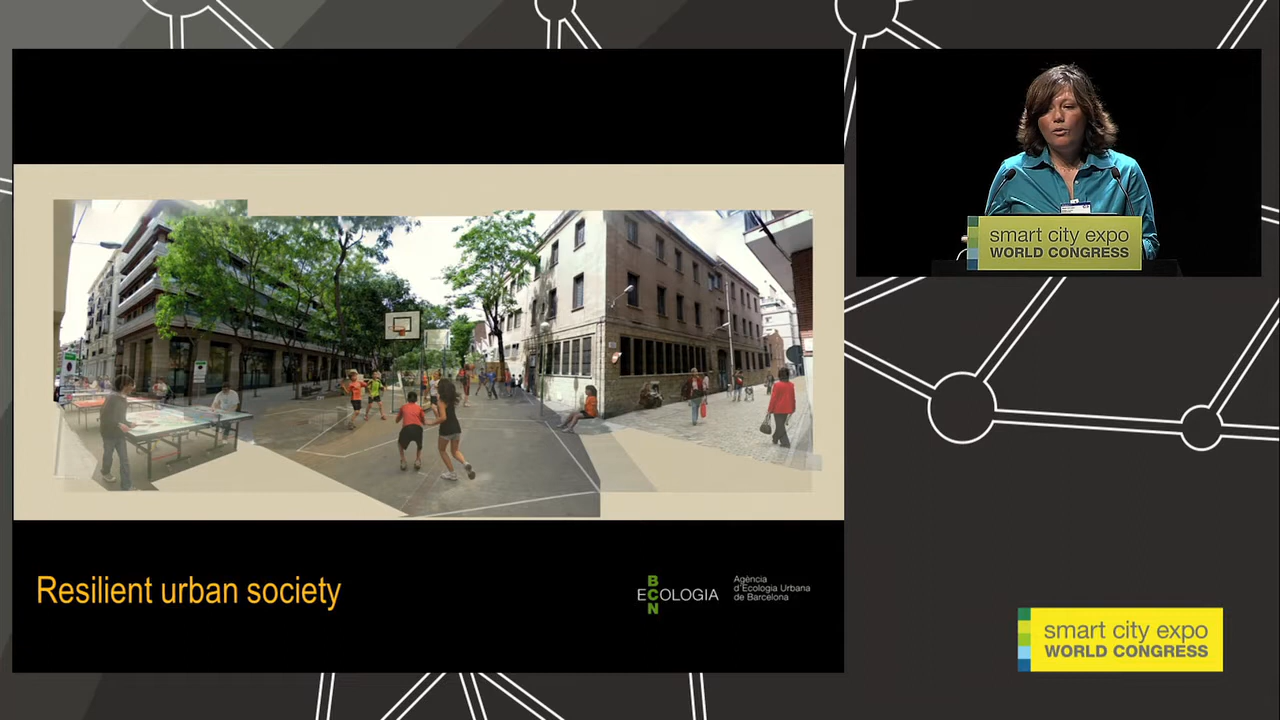 smart city expo
WORLD CONGRESS
Resilient urban society
BCN
ECOLOGIA
Agència
d'Ecologia Urbana
de Barcelona
smart city expo
WORLD CONGRESS